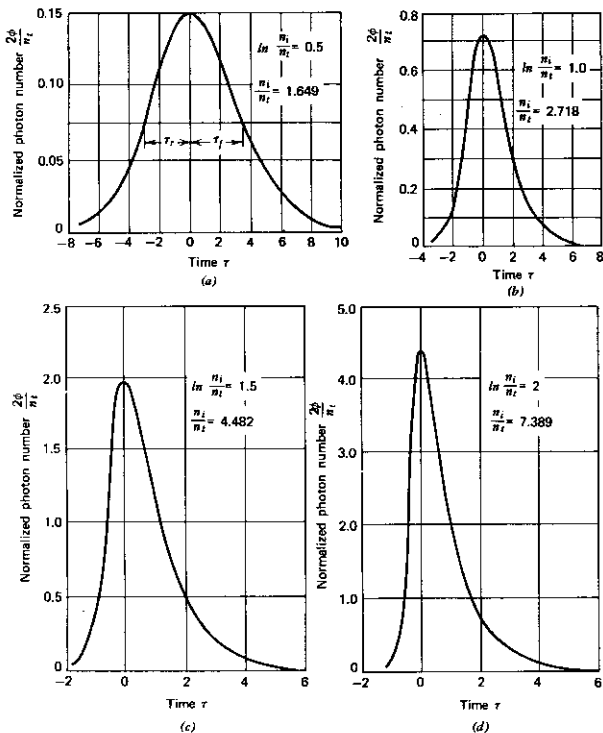 0.15
0.10
0.05
0
Normalized photon number 2ϕ/nt
ln ni/nt = 0.5
ni/nt = 1.649
τr
τf
−8 −6 −4 −2 0 2 4 6 8 10
Time τ
(a)
0.8
0.6
0.4
0.2
0
Normalized photon number 2ϕ/nt
ln ni/nt = 1.0
ni/nt = 2.718
−4 −2 0 2 4 6 8
Time τ
(b)
2.5
2.0
1.5
1.0
0.5
0
Normalized photon number 2ϕ/nt
ln ni/nt = 1.5
ni/nt = 4.482
−2 0 2 4 6
Time τ
(c)
5.0
4.0
3.0
2.0
1.0
0
Normalized photon number 2ϕ/nt
ln ni/nt = 2
ni/nt = 7.389
−2 0 2 4 6
Time τ
(d)